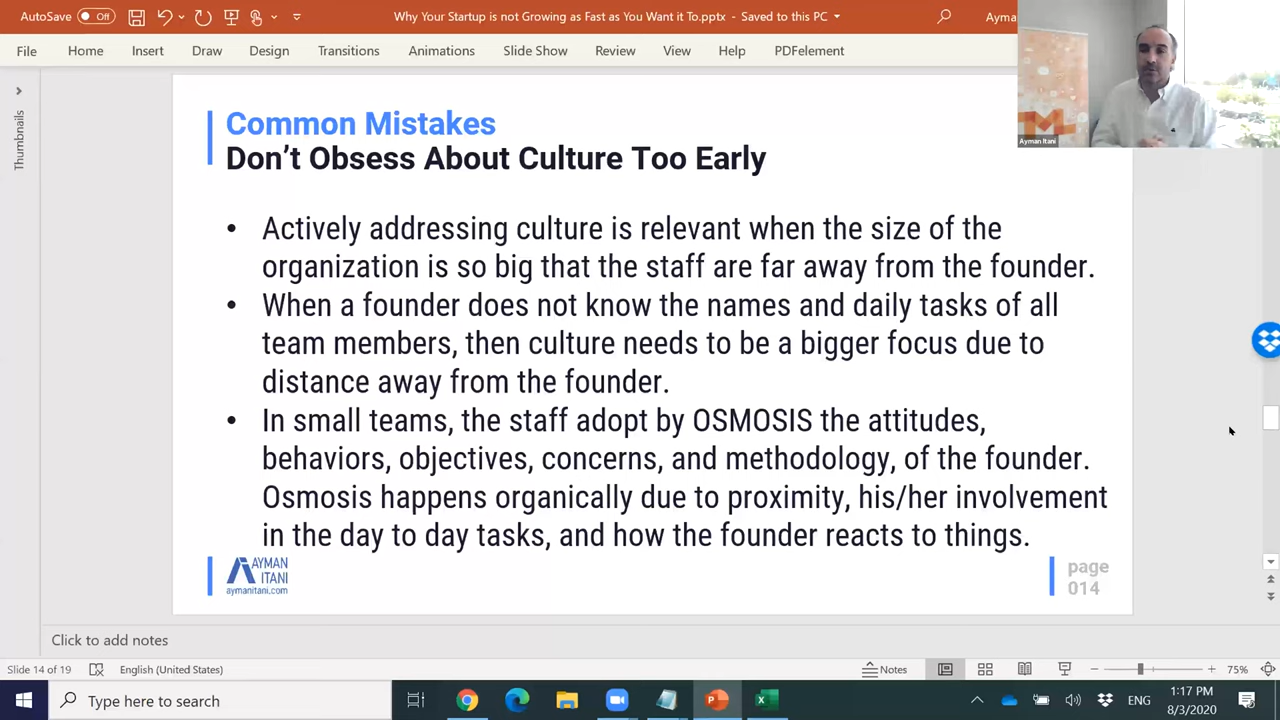 AutoSave Off
Why Your Startup is not Growing as Fast as You Want it To.pptx - Saved to this PC
Ayma
File Home Insert Draw Design Transitions Animations Slide Show Review View Help PDFelement
Ayman Itani
Thumbnails
Common Mistakes
Don't Obsess About Culture Too Early
• Actively addressing culture is relevant when the size of the
organization is so big that the staff are far away from the founder.
• When a founder does not know the names and daily tasks of all
team members, then culture needs to be a bigger focus due to
distance away from the founder.
• In small teams, the staff adopt by OSMOSIS the attitudes,
behaviors, objectives, concerns, and methodology, of the founder.
Osmosis happens organically due to proximity, his/her involvement
in the day to day tasks, and how the founder reacts to things.
AYMAN
ITANI
aymanitani.com
page
014
Click to add notes
Slide 14 of 19 English (United States) Notes 75%
Type here to search
ENG
1:17 PM
8/3/2020